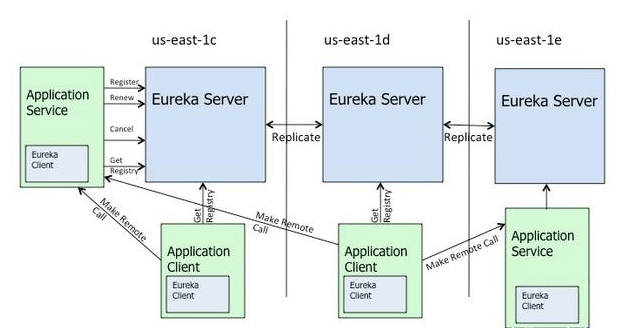 us-east-1c
us-east-1d
us-east-1e
Application
Service
Eureka
Client
Register
Renew
Cancel
Get
Registry
Eureka Server
Replicate
Eureka Server
Replicate
Eureka Server
Make Remote
Call
Get
Registry
Make Remote
Call
Get
Registry
Make Remote Call
Application
Client
Eureka
Client
Application
Client
Eureka
Client
Application
Service
Eureka
Client